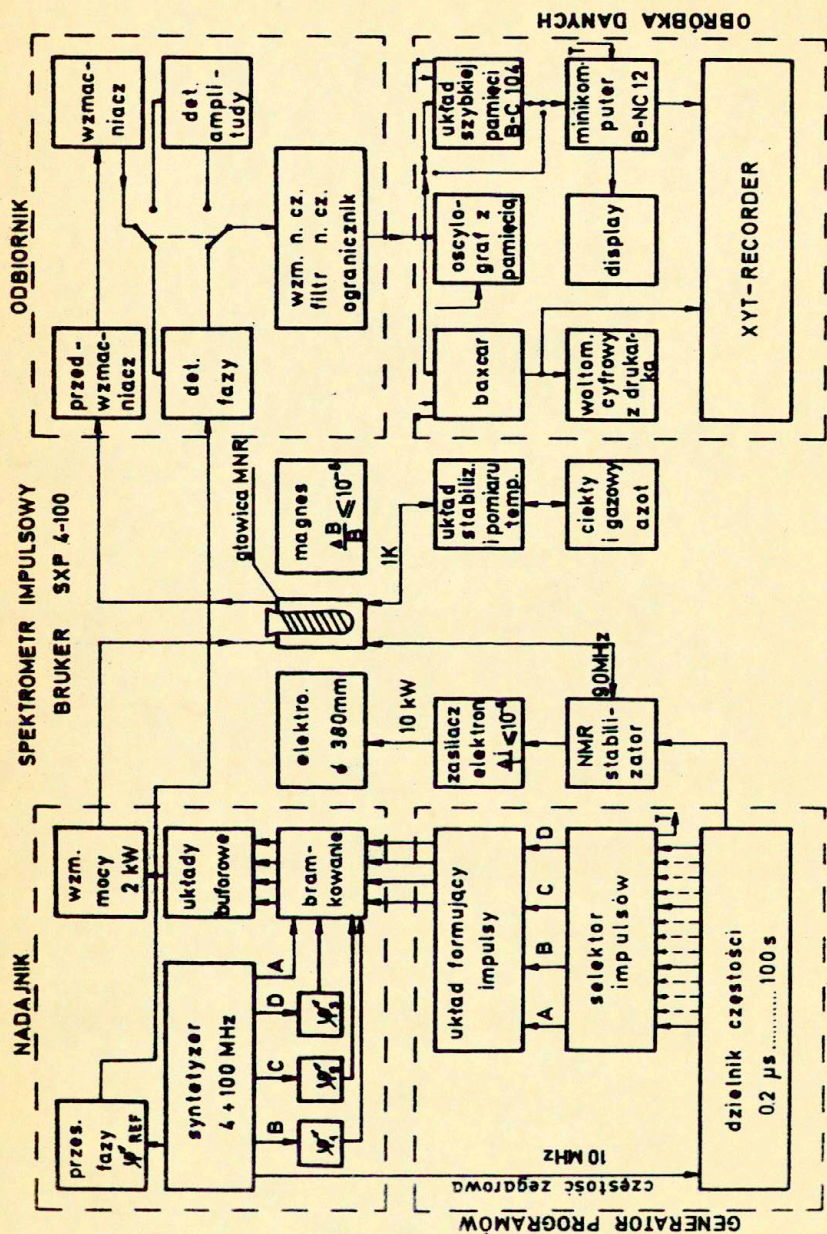 SPEKTROMETR IMPULSOWY
BRUKER SXP 4-100
NADAJNIK
przes.
fazy
REF
wzm.
mocy
2 kW
syntetyzer
4÷100 MHz
układy
buforowe
B
C
D
A
bram-
kowanie
GENERATOR PROGRAMÓW
częstość zegarowa
10 MHz
układ formujący
impulsy
A
B
C
D
selektor
impulsów
T
dzielnik częstości
0.2 µs..........100 s
elektro.
380mm
10 kW
zasilacz
elektron
NMR
stabili-
zator
90MHz
głowica MNR
magnes
ΔB
B
1K
układ
stabiliz.
i pomiaru
temp.
ciekły
i gazowy
azot
ODBIORNIK
przed-
wzmac-
niacz
wzmac-
niacz
det.
fazy
det.
ampli-
tudy
wzm. n. cz.
filtr n. cz.
ogranicznik
OBRÓBKA DANYCH
baxcar
oscylo-
graf z
pamięcią
układ
szybkiej
pamięci
B-C 104
woltom.
cyfrowy
z drukar-
ka
display
minikom-
puter
B-NC 12
T
XYT-RECORDER